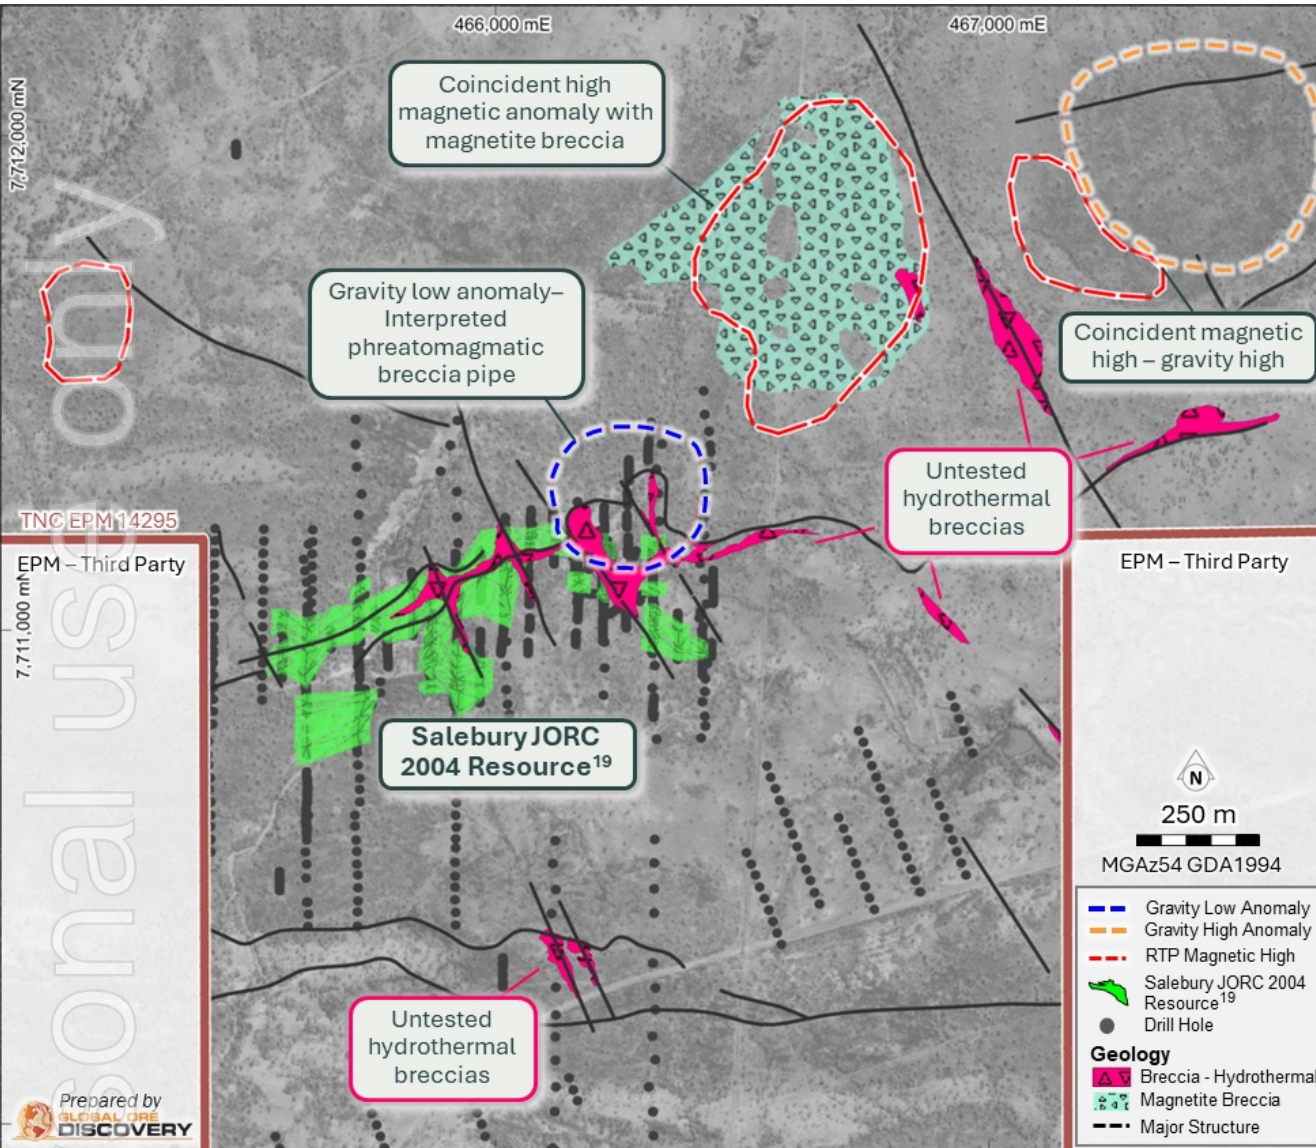 466,000 mE
467,000 mE
7,712,000 mN
Coincident high
magnetic anomaly with
magnetite breccia
Gravity low anomaly–
Interpreted
phreatomagmatic
breccia pipe
Coincident magnetic
high – gravity high
Untested
hydrothermal
breccias
TNC EPM 14295
EPM – Third Party
EPM – Third Party
7,711,000 mN
Salebury JORC
2004 Resource19
N
250 m
MGAz54 GDA1994
Untested
hydrothermal
breccias
Gravity Low Anomaly
Gravity High Anomaly
RTP Magnetic High
Salebury JORC 2004
Resource19
Drill Hole
Geology
Breccia - Hydrothermal
Magnetite Breccia
Major Structure
Prepared by
GLOBAL ORE
DISCOVERY
sonal use only